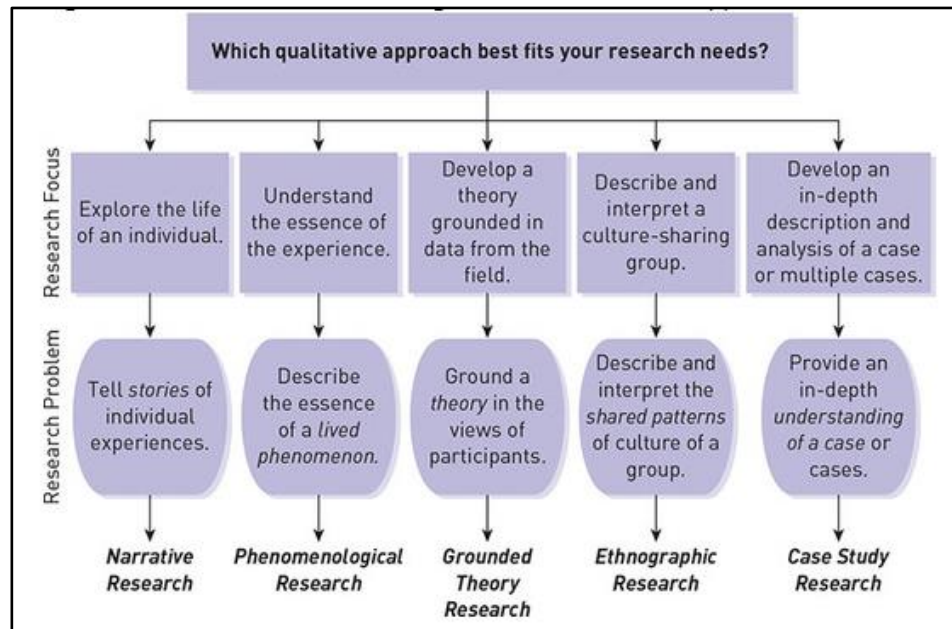 Which qualitative approach best fits your research needs?
Research Focus
Explore the life
of an individual.
Understand
the essence of
the experience.
Develop a
theory
grounded in
data from the
field.
Describe and
interpret a
culture-sharing
group.
Develop an
in-depth
description and
analysis of a case
or multiple cases.
Research Problem
Tell stories of
individual
experiences.
Describe
the essence
of a lived
phenomenon.
Ground a
theory in the
views of
participants.
Describe and
interpret the
shared patterns
of culture of a
group.
Provide an
in-depth
understanding
of a case or
cases.
Narrative
Research
Phenomenological
Research
Grounded
Theory
Research
Ethnographic
Research
Case Study
Research